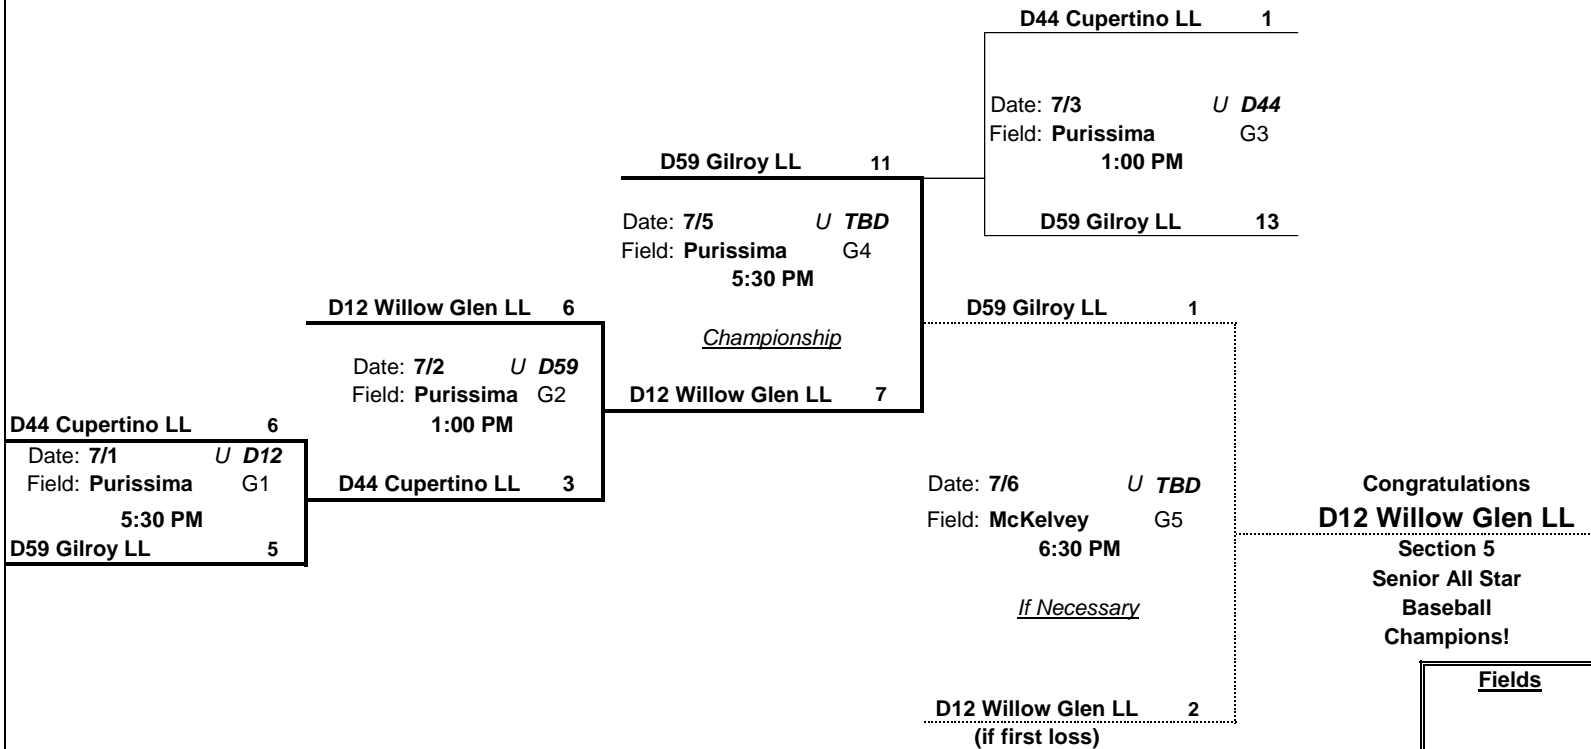 D44 Cupertino LL 1
Date: 7/3 U D44
Field: Purissima G3
1:00 PM
D59 Gilroy LL 13
D59 Gilroy LL 11
Date: 7/5 U TBD
Field: Purissima G4
5:30 PM
Championship
D12 Willow Glen LL 7
D12 Willow Glen LL 6
Date: 7/2 U D59
Field: Purissima G2
1:00 PM
D44 Cupertino LL 3
D44 Cupertino LL 6
Date: 7/1 U D12
Field: Purissima G1
5:30 PM
D59 Gilroy LL 5
D59 Gilroy LL 1
Date: 7/6 U TBD
Field: McKelvey G5
6:30 PM
If Necessary
D12 Willow Glen LL 2
(if first loss)
Congratulations
D12 Willow Glen LL
Section 5
Senior All Star
Baseball
Champions!
Fields